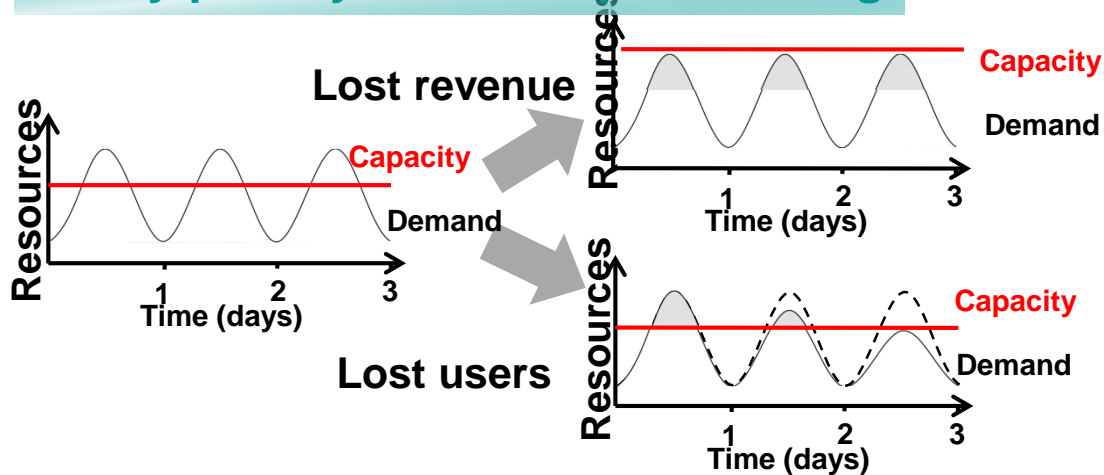 Lost revenue
Resources
Capacity
Demand
1 2 3
Time (days)
Resources
Capacity
Demand
1 2 3
Time (days)
Lost users
Resources
Capacity
Demand
1 2 3
Time (days)